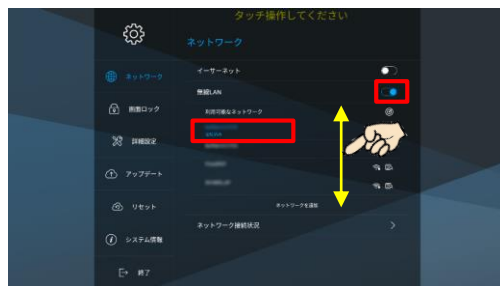 タッチ操作してください
ネットワーク
ネットワーク
イーサーネット
無線LAN
画面ロック
利用可能なネットワーク
接続済み
詳細設定
アップデート
リセット
ネットワークを追加
ネットワーク接続状況
システム情報
終了